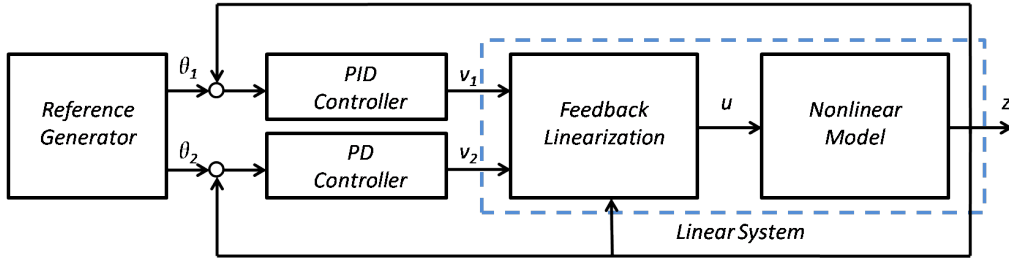 Reference
Generator
θ1
θ2
PID
Controller
PD
Controller
v1
v2
Feedback
Linearization
u
Nonlinear
Model
z
Linear System